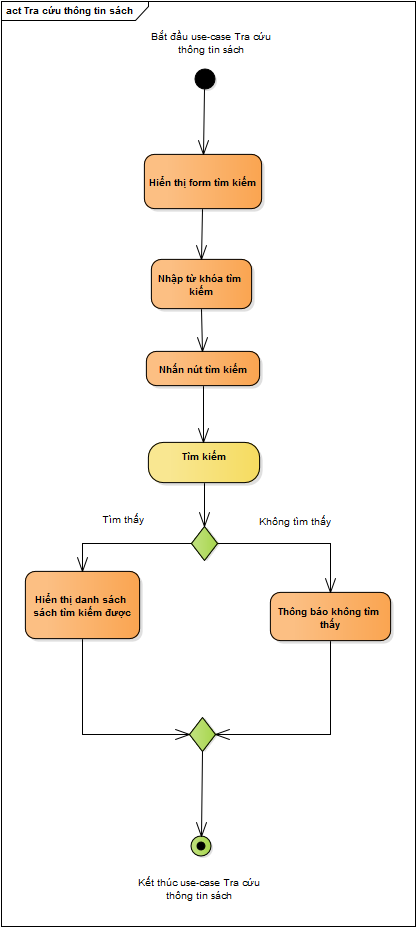 act Tra cứu thống tin sách
Bắt đầu use-case Tra cứu
thông tin sách
Hiển thị form tìm kiếm
Nhập từ khóa tìm
kiếm
Nhấn nút tìm kiếm
Tìm kiếm
Tìm thấy
Không tìm thấy
Hiển thị danh sách
sách tìm kiếm được
Thông báo không tìm
thấy
Kết thúc use-case Tra cứu
thông tin sách